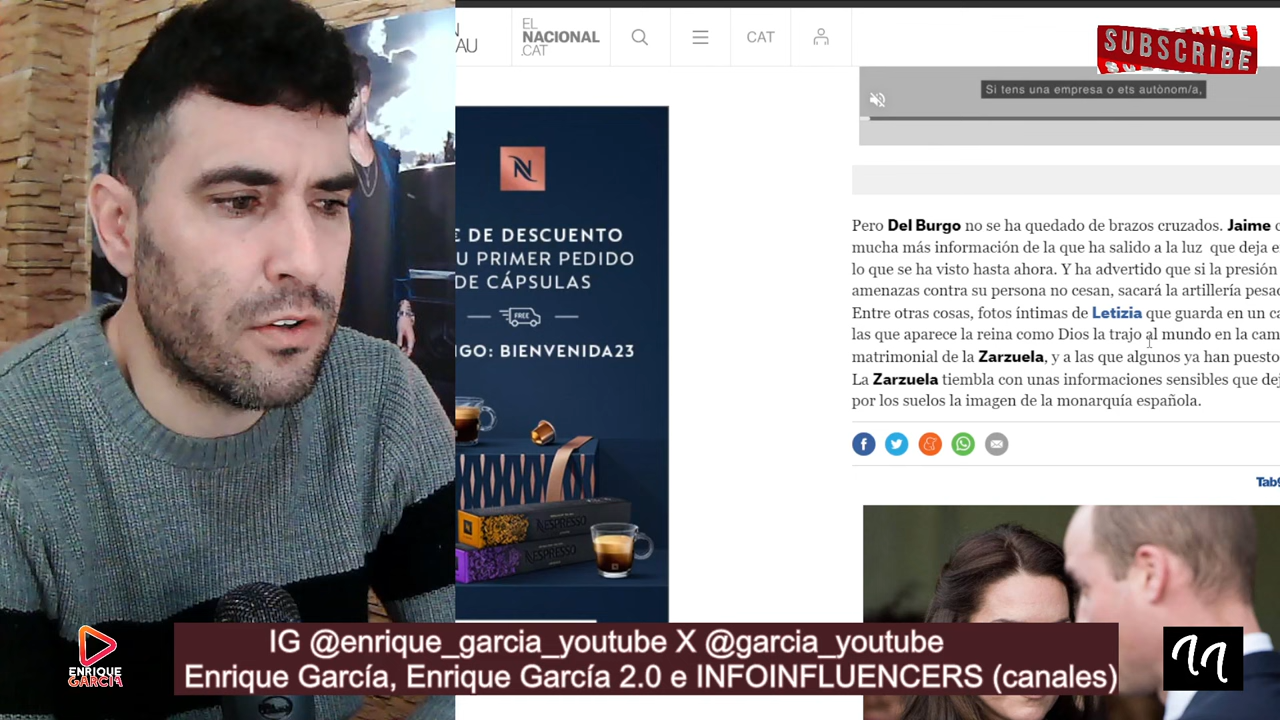 EL
NACIONAL
.CAT
CAT
SUBSCRIBE
Si tens una empresa o ets autònom/a,
N
€ DE DESCUENTO
U PRIMER PEDIDO
DE CÁPSULAS
FREE
IGO: BIENVENIDA23
NESPRESSO
NESPRESSO
Pero Del Burgo no se ha quedado de brazos cruzados. Jaime
mucha más información de la que ha salido a la luz que deja
lo que se ha visto hasta ahora. Y ha advertido que si la presión
amenazas contra su persona no cesan, sacará la artillería
Entre otras cosas, fotos íntimas de Letizia que guarda en un
las que aparece la reina como Dios la trajo al mundo en la
matrimonial de la Zarzuela, y a las que algunos ya han puesto
La Zarzuela tiembla con unas informaciones sensibles que
por los suelos la imagen de la monarquía española.
IG @enrique_garcia_youtube X @garcia_youtube
Enrique García, Enrique García 2.0 e INFOINFLUENCERS (canales)
ENRIQUE
GARCÍA